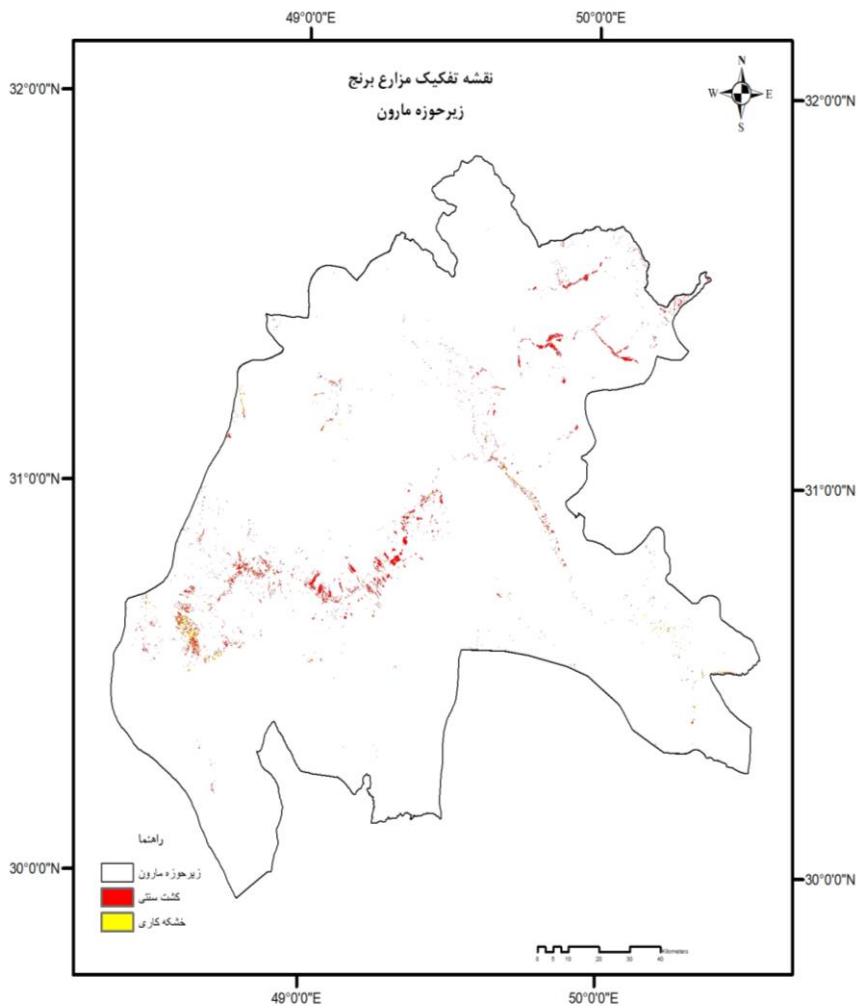 49°0'0"E 50°0'0"E
نقشه تفکیک مزارع برنج
زیرحوزه مارون
N
W E
S
32°0'0"N 32°0'0"N
31°0'0"N 31°0'0"N
30°0'0"N 30°0'0"N
راهنما
زیرحوزه مارون
کشت سنتی
خشکه کاری
Kilometers
0 5 10 20 30 40
49°0'0"E 50°0'0"E